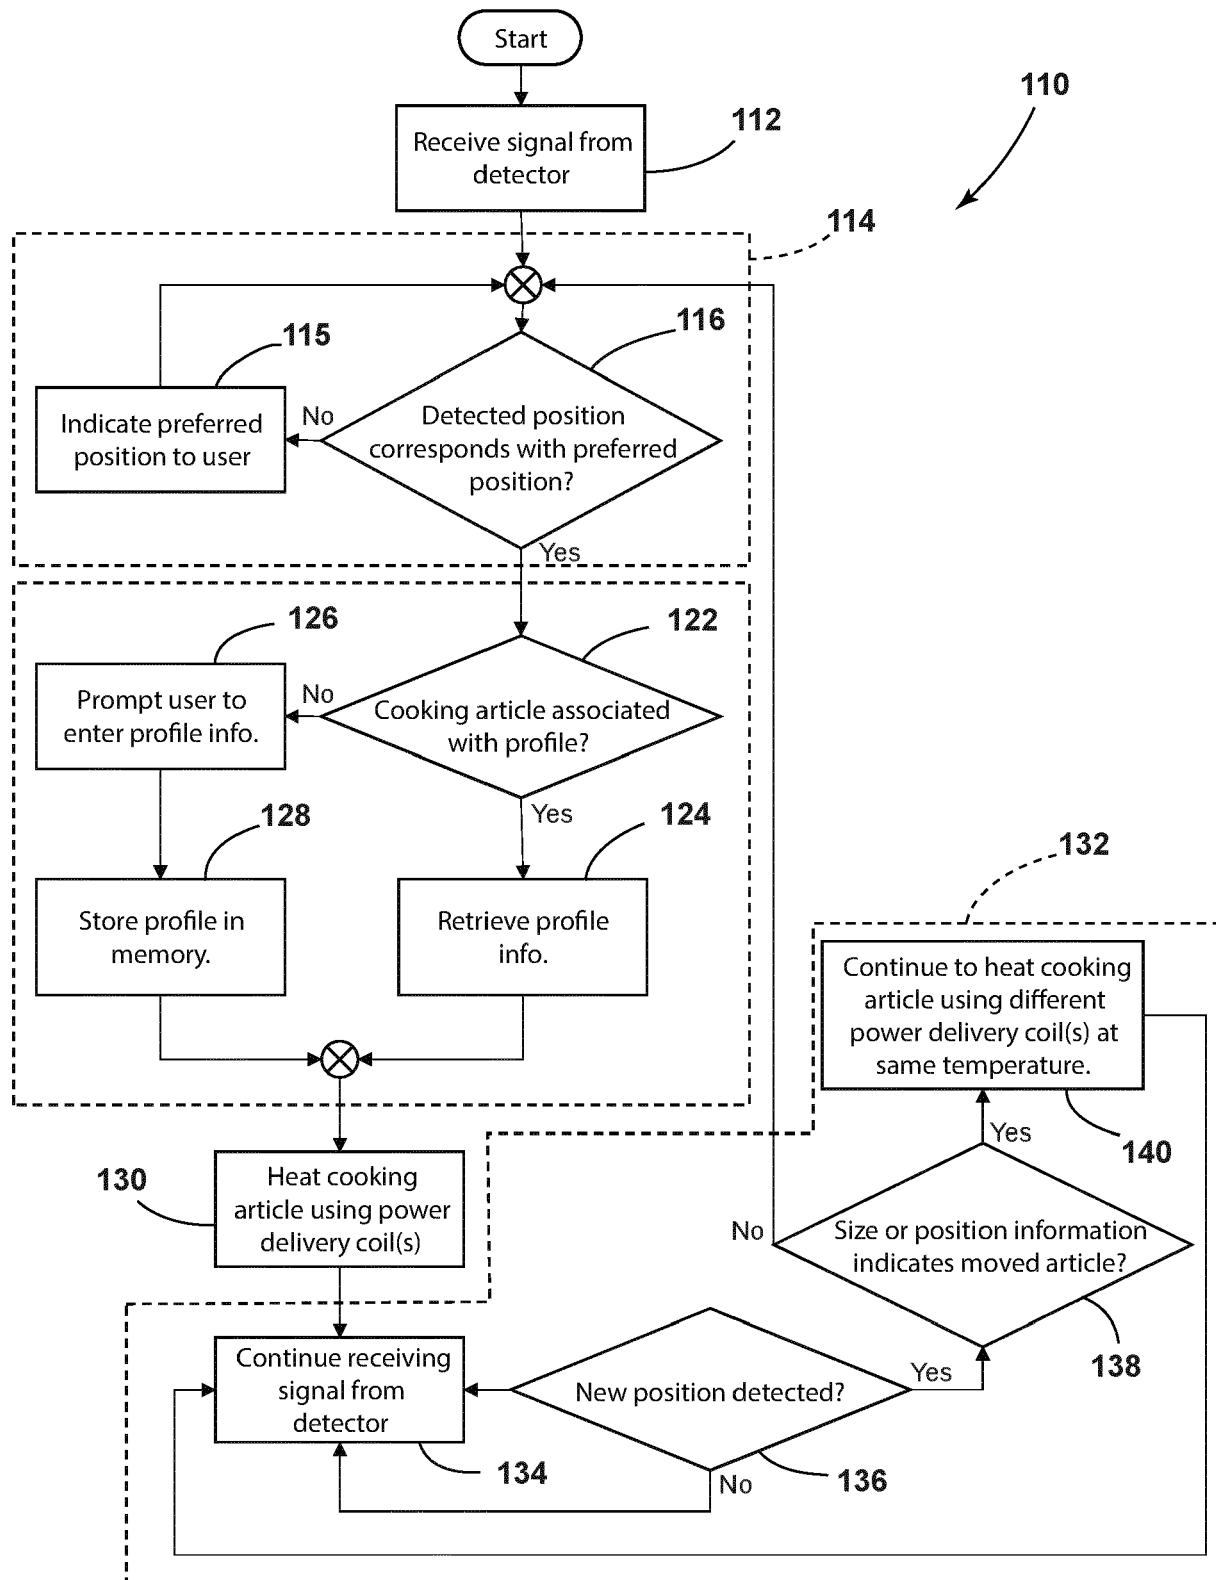 Start
110
Receive signal from
detector
112
114
116
115
Indicate preferred
position to user
No
Detected position
corresponds with preferred
position?
Yes
126
122
Prompt user to
enter profile info.
No
Cooking article associated
with profile?
Yes
128
124
Store profile in
memory.
Retrieve profile
info.
132
Continue to heat cooking
article using different
power delivery coil(s) at
same temperature.
140
Yes
130
Heat cooking
article using power
delivery coil(s)
No
Size or position information
indicates moved article?
138
Continue receiving
signal from
detector
134
New position detected?
Yes
No
136